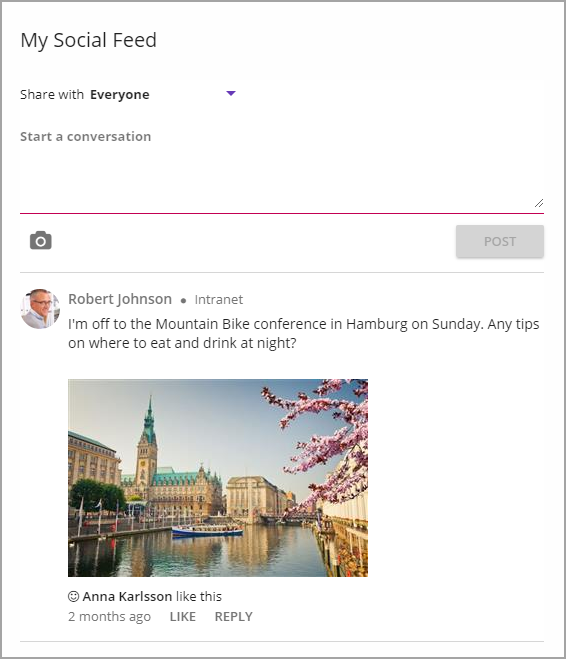 My Social Feed
Share with Everyone
Start a conversation
POST
Robert Johnson • Intranet
I'm off to the Mountain Bike conference in Hamburg on Sunday. Any tips
on where to eat and drink at night?
Anna Karlsson like this
2 months ago LIKE REPLY